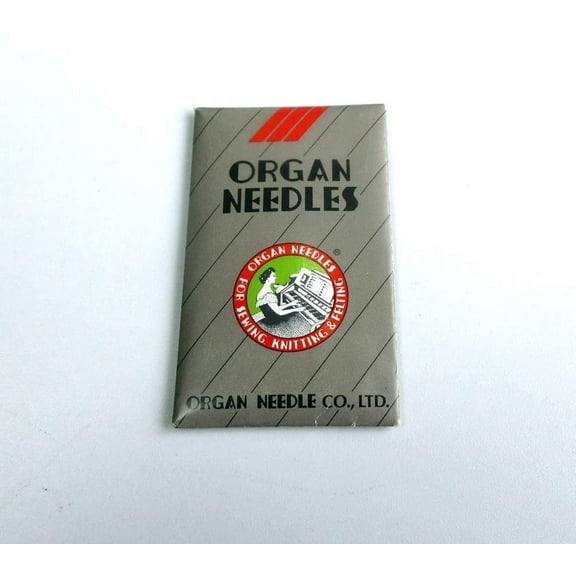 ORGAN
NEEDLES
ORGAN NEEDLES
®
FOR SEWING KNITTING & FELTING
ORGAN NEEDLE CO., LTD.